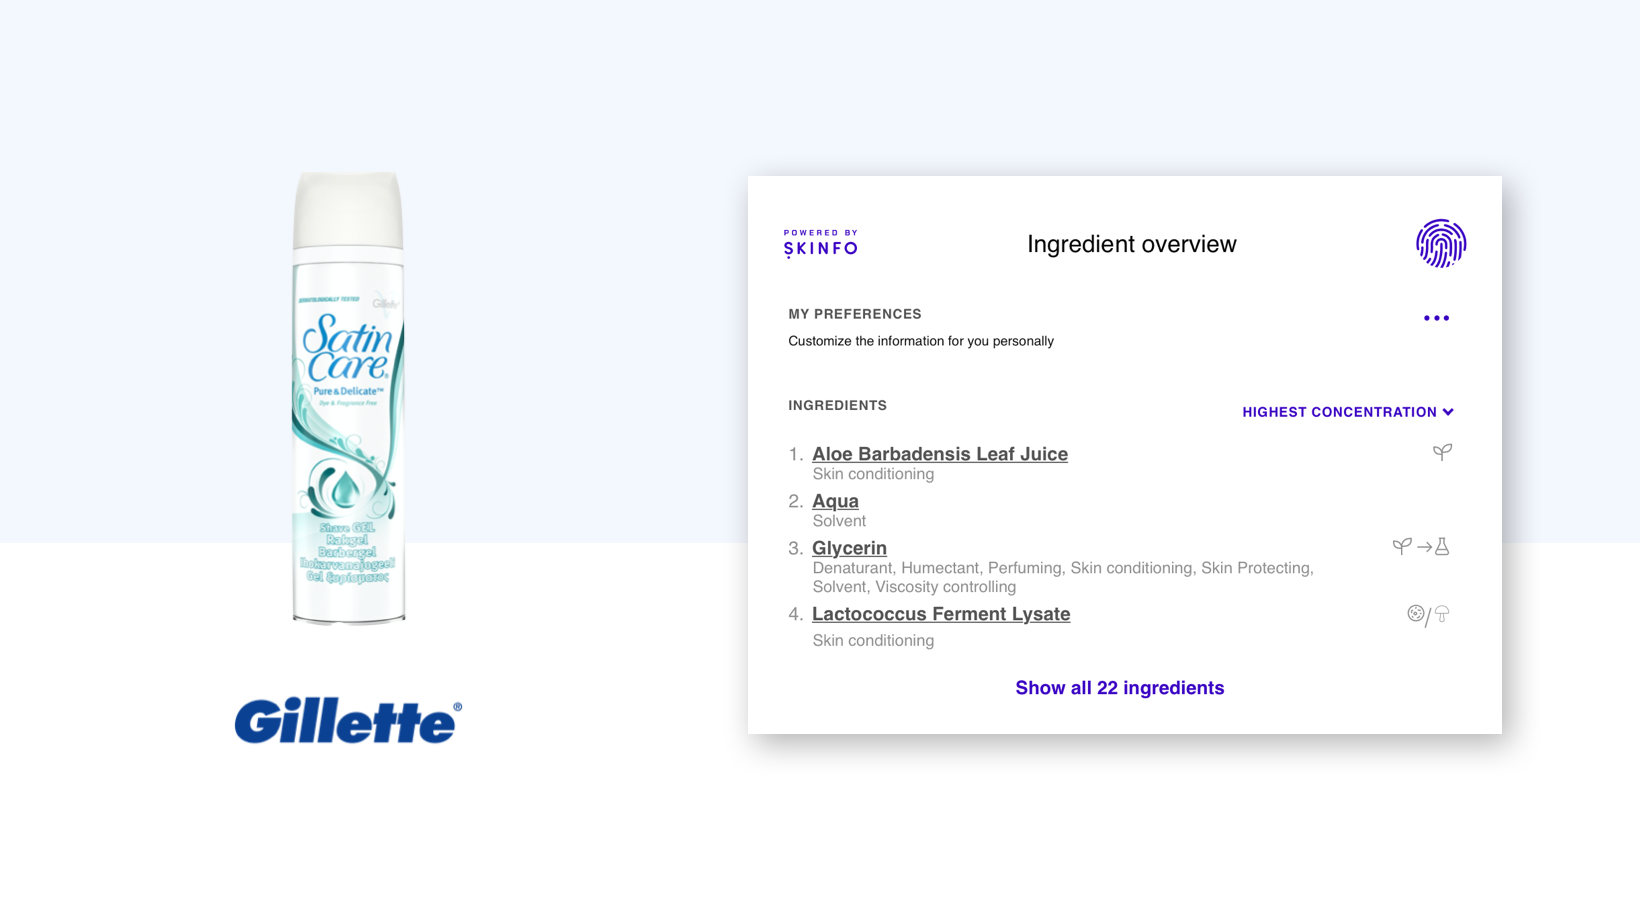 DERMATOLOGICALLY TESTED
Gillette
Satin
Care®
Pure & Delicate™
Dye & Fragrance Free
Shave GEL
Rakgel
Barbergel
Ihokarvanajogeeli
Gel ξυρίσματος
Gillette®
POWERED BY
SKINFO
Ingredient overview
MY PREFERENCES
Customize the information for you personally
INGREDIENTS
HIGHEST CONCENTRATION
1. Aloe Barbadensis Leaf Juice
Skin conditioning
2. Aqua
Solvent
3. Glycerin
Denaturant, Humectant, Perfuming, Skin conditioning, Skin Protecting,
Solvent, Viscosity controlling
4. Lactococcus Ferment Lysate
Skin conditioning
Show all 22 ingredients